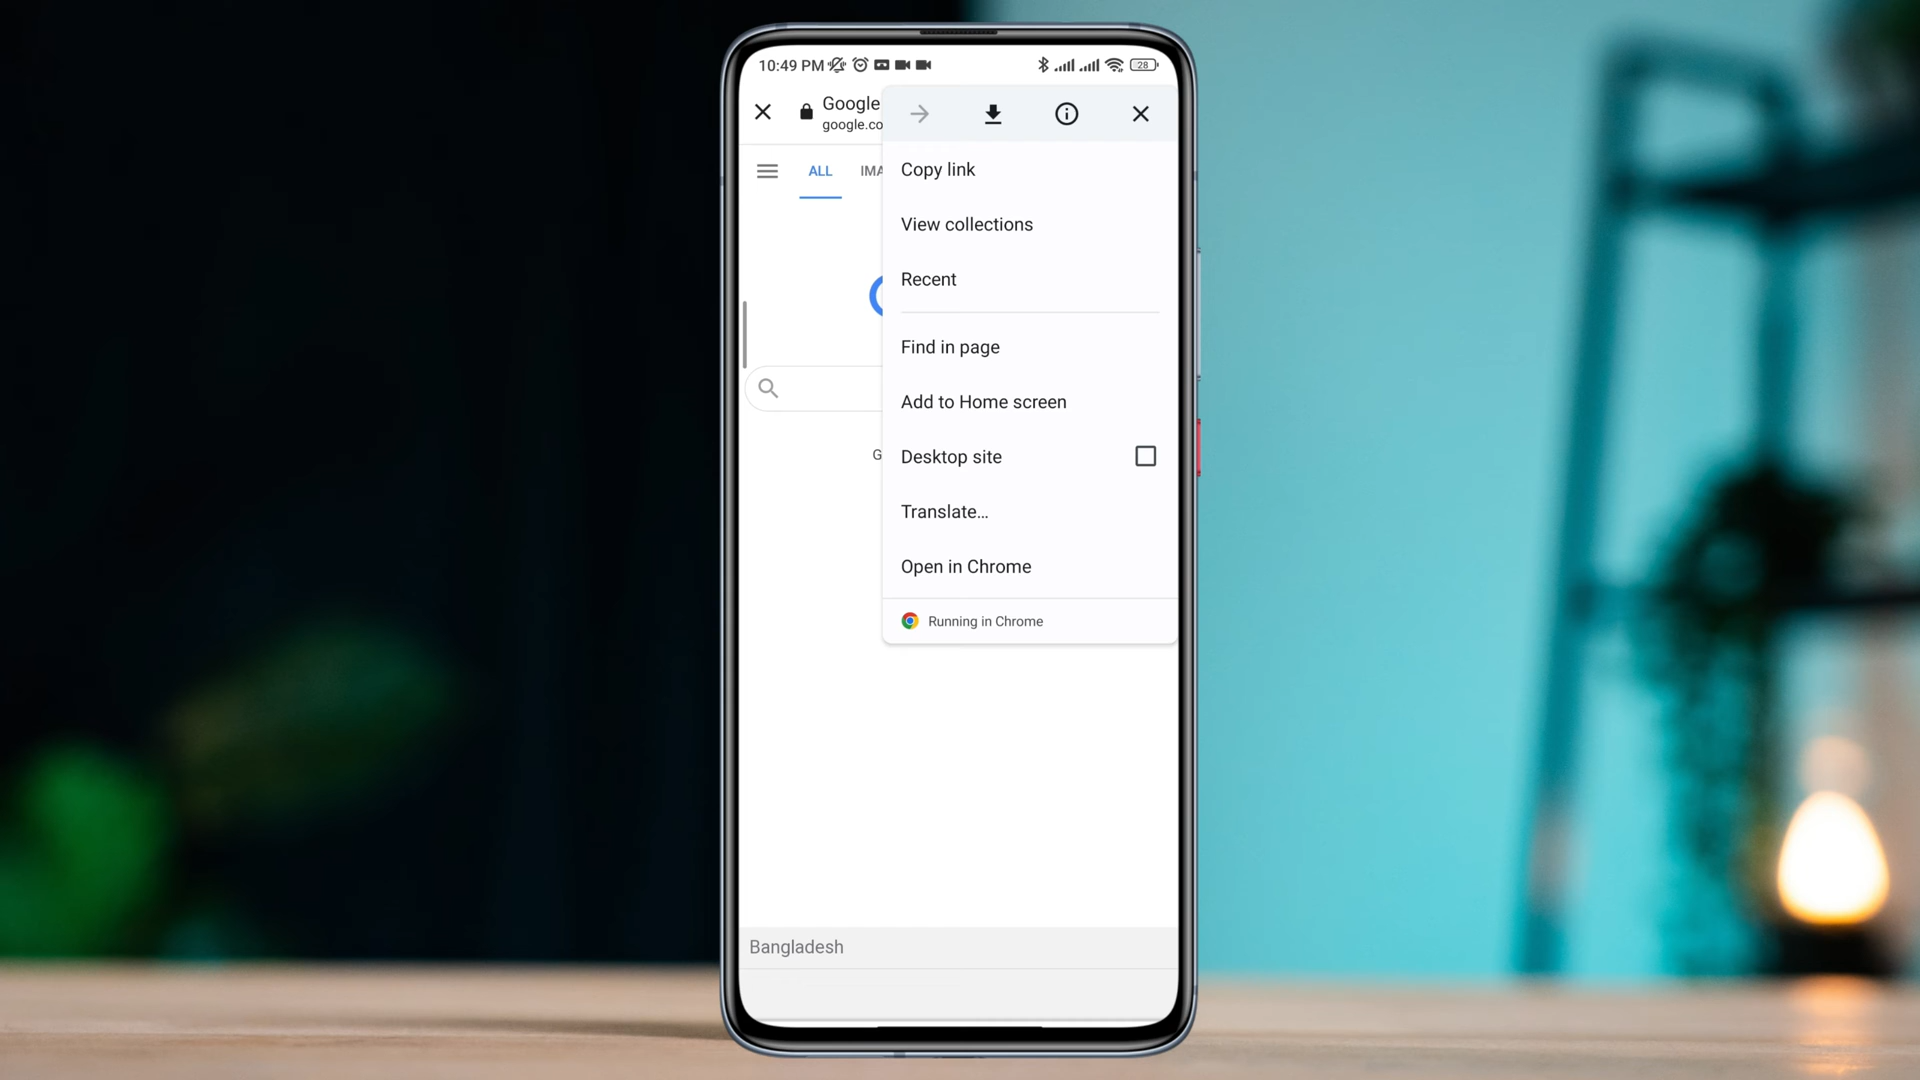 10:49 PM
28
Google
google.co
ALL IMA
G
Copy link
View collections
Recent
Find in page
Add to Home screen
Desktop site
Translate...
Open in Chrome
Running in Chrome
Bangladesh